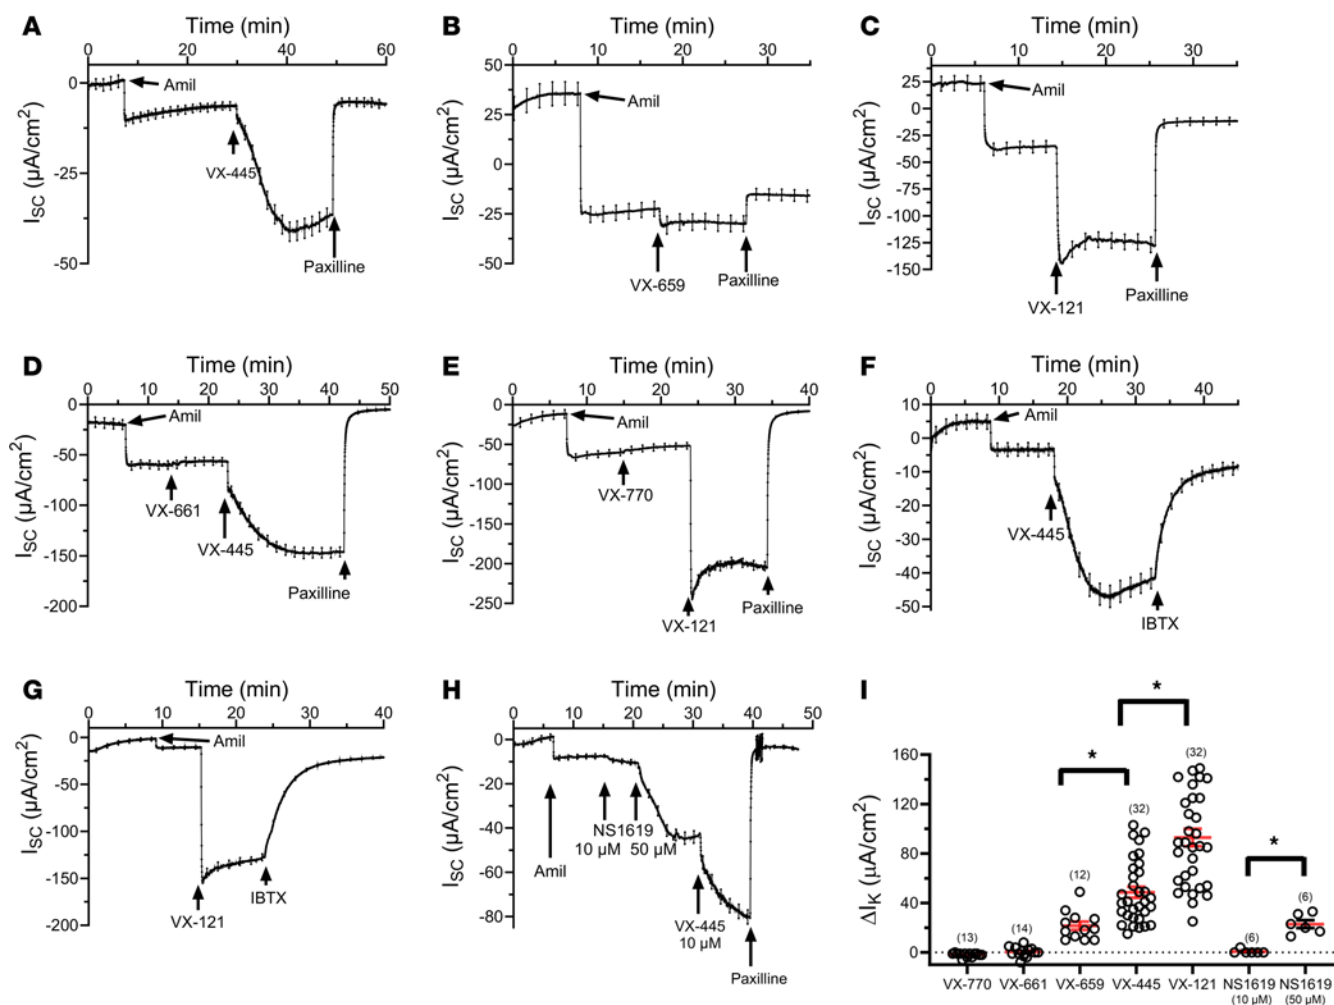 A
Time (min)
0 20 40 60
0
-25
-50
I_SC (µA/cm²)
Amil
VX-445
Paxilline
B
Time (min)
0 10 20 30
50
25
0
-25
-50
I_SC (µA/cm²)
Amil
VX-659
Paxilline
C
Time (min)
0 10 20 30
25
0
-25
-50
-75
-100
-125
-150
I_SC (µA/cm²)
Amil
VX-121
Paxilline
D
Time (min)
0 10 20 30 40 50
0
-50
-100
-150
-200
I_SC (µA/cm²)
Amil
VX-661
VX-445
Paxilline
E
Time (min)
0 10 20 30 40
0
-50
-100
-150
-200
-250
I_SC (µA/cm²)
Amil
VX-770
VX-121
Paxilline
F
Time (min)
0 10 20 30 40
10
0
-10
-20
-30
-40
-50
I_SC (µA/cm²)
Amil
VX-445
IBTX
G
Time (min)
0 10 20 30 40
0
-50
-100
-150
-200
I_SC (µA/cm²)
Amil
VX-121
IBTX
H
Time (min)
0 10 20 30 40 50
0
-20
-40
-60
-80
I_SC (µA/cm²)
Amil
NS1619
10 µM 50 µM
VX-445
10 µM
Paxilline
I
* * *
160
120
80
40
0
ΔI_K (µA/cm²)
(13) (14) (12) (32) (32) (6) (6)
VX-770 VX-661 VX-659 VX-445 VX-121 NS1619 NS1619
(10 µM) (50 µM)